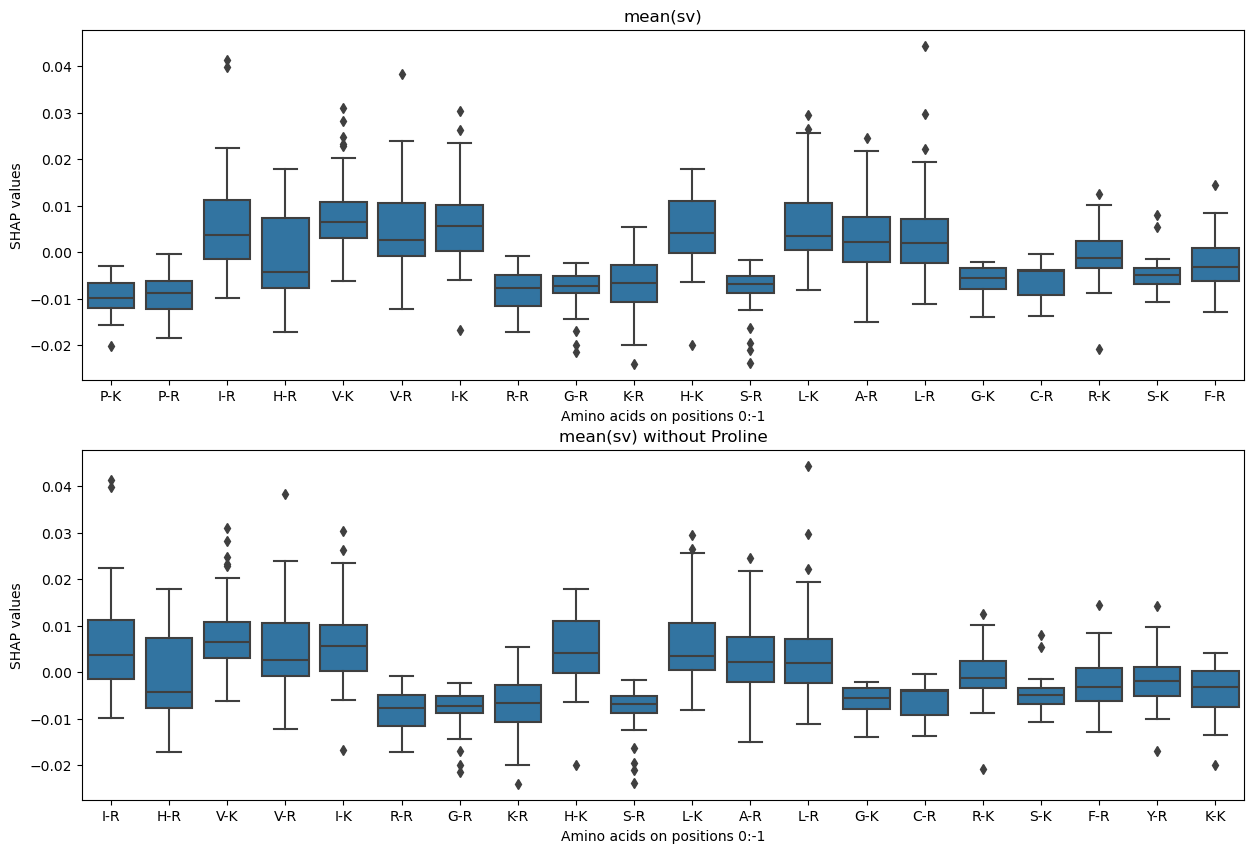 mean(sv)
SHAP values
0.04
0.03
0.02
0.01
0.00
−0.01
−0.02
P-K P-R I-R H-R V-K V-R I-K R-R G-R K-R H-K S-R L-K A-R L-R G-K C-R R-K S-K F-R
Amino acids on positions 0:-1
mean(sv) without Proline
SHAP values
0.04
0.03
0.02
0.01
0.00
−0.01
−0.02
I-R H-R V-K V-R I-K R-R G-R K-R H-K S-R L-K A-R L-R G-K C-R R-K S-K F-R Y-R K-K
Amino acids on positions 0:-1